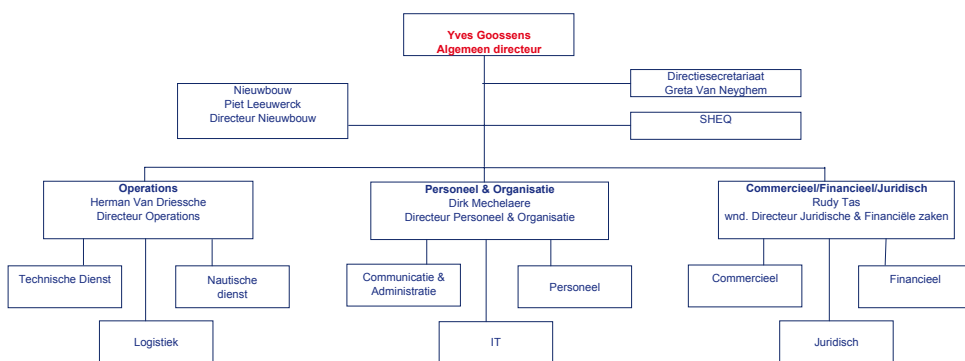 Yves Goossens
Algemeen directeur
Nieuwbouw
Piet Leeuwerck
Directeur Nieuwbouw
Directiesecretariaat
Greta Van Neyghem
SHEQ
Operations
Herman Van Driessche
Directeur Operations
Personeel & Organisatie
Dirk Mechelaere
Directeur Personeel & Organisatie
Commercieel/Financieel/Juridisch
Rudy Tas
wnd. Directeur Juridische & Financiële zaken
Technische Dienst
Nautische
dienst
Communicatie &
Administratie
Personeel
Commercieel
Financieel
Logistiek
IT
Juridisch